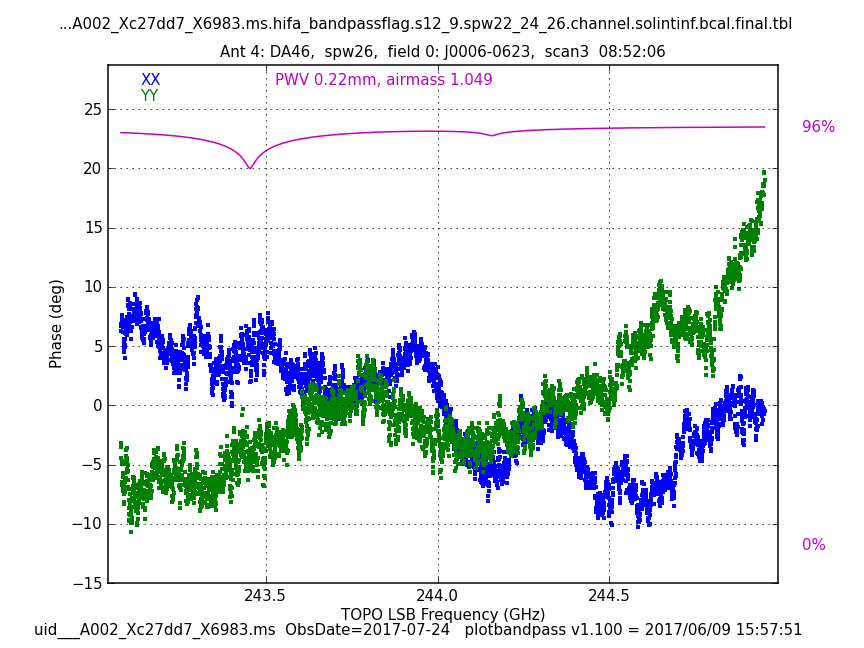 ...A002_Xc27dd7_X6983.ms.hifa_bandpassflag.s12_9.spw22_24_26.channel.solintinf.bcal.final.tbl
Ant 4: DA46,  spw26,  field 0: J0006-0623,  scan3  08:52:06
XX
PWV 0.22mm, airmass 1.049
YY
25
96%
20
15
10
5
0
−5
−10
0%
−15
Phase (deg)
243.5
244.0
244.5
TOPO LSB Frequency (GHz)
uid___A002_Xc27dd7_X6983.ms  ObsDate=2017-07-24   plotbandpass v1.100 = 2017/06/09 15:57:51